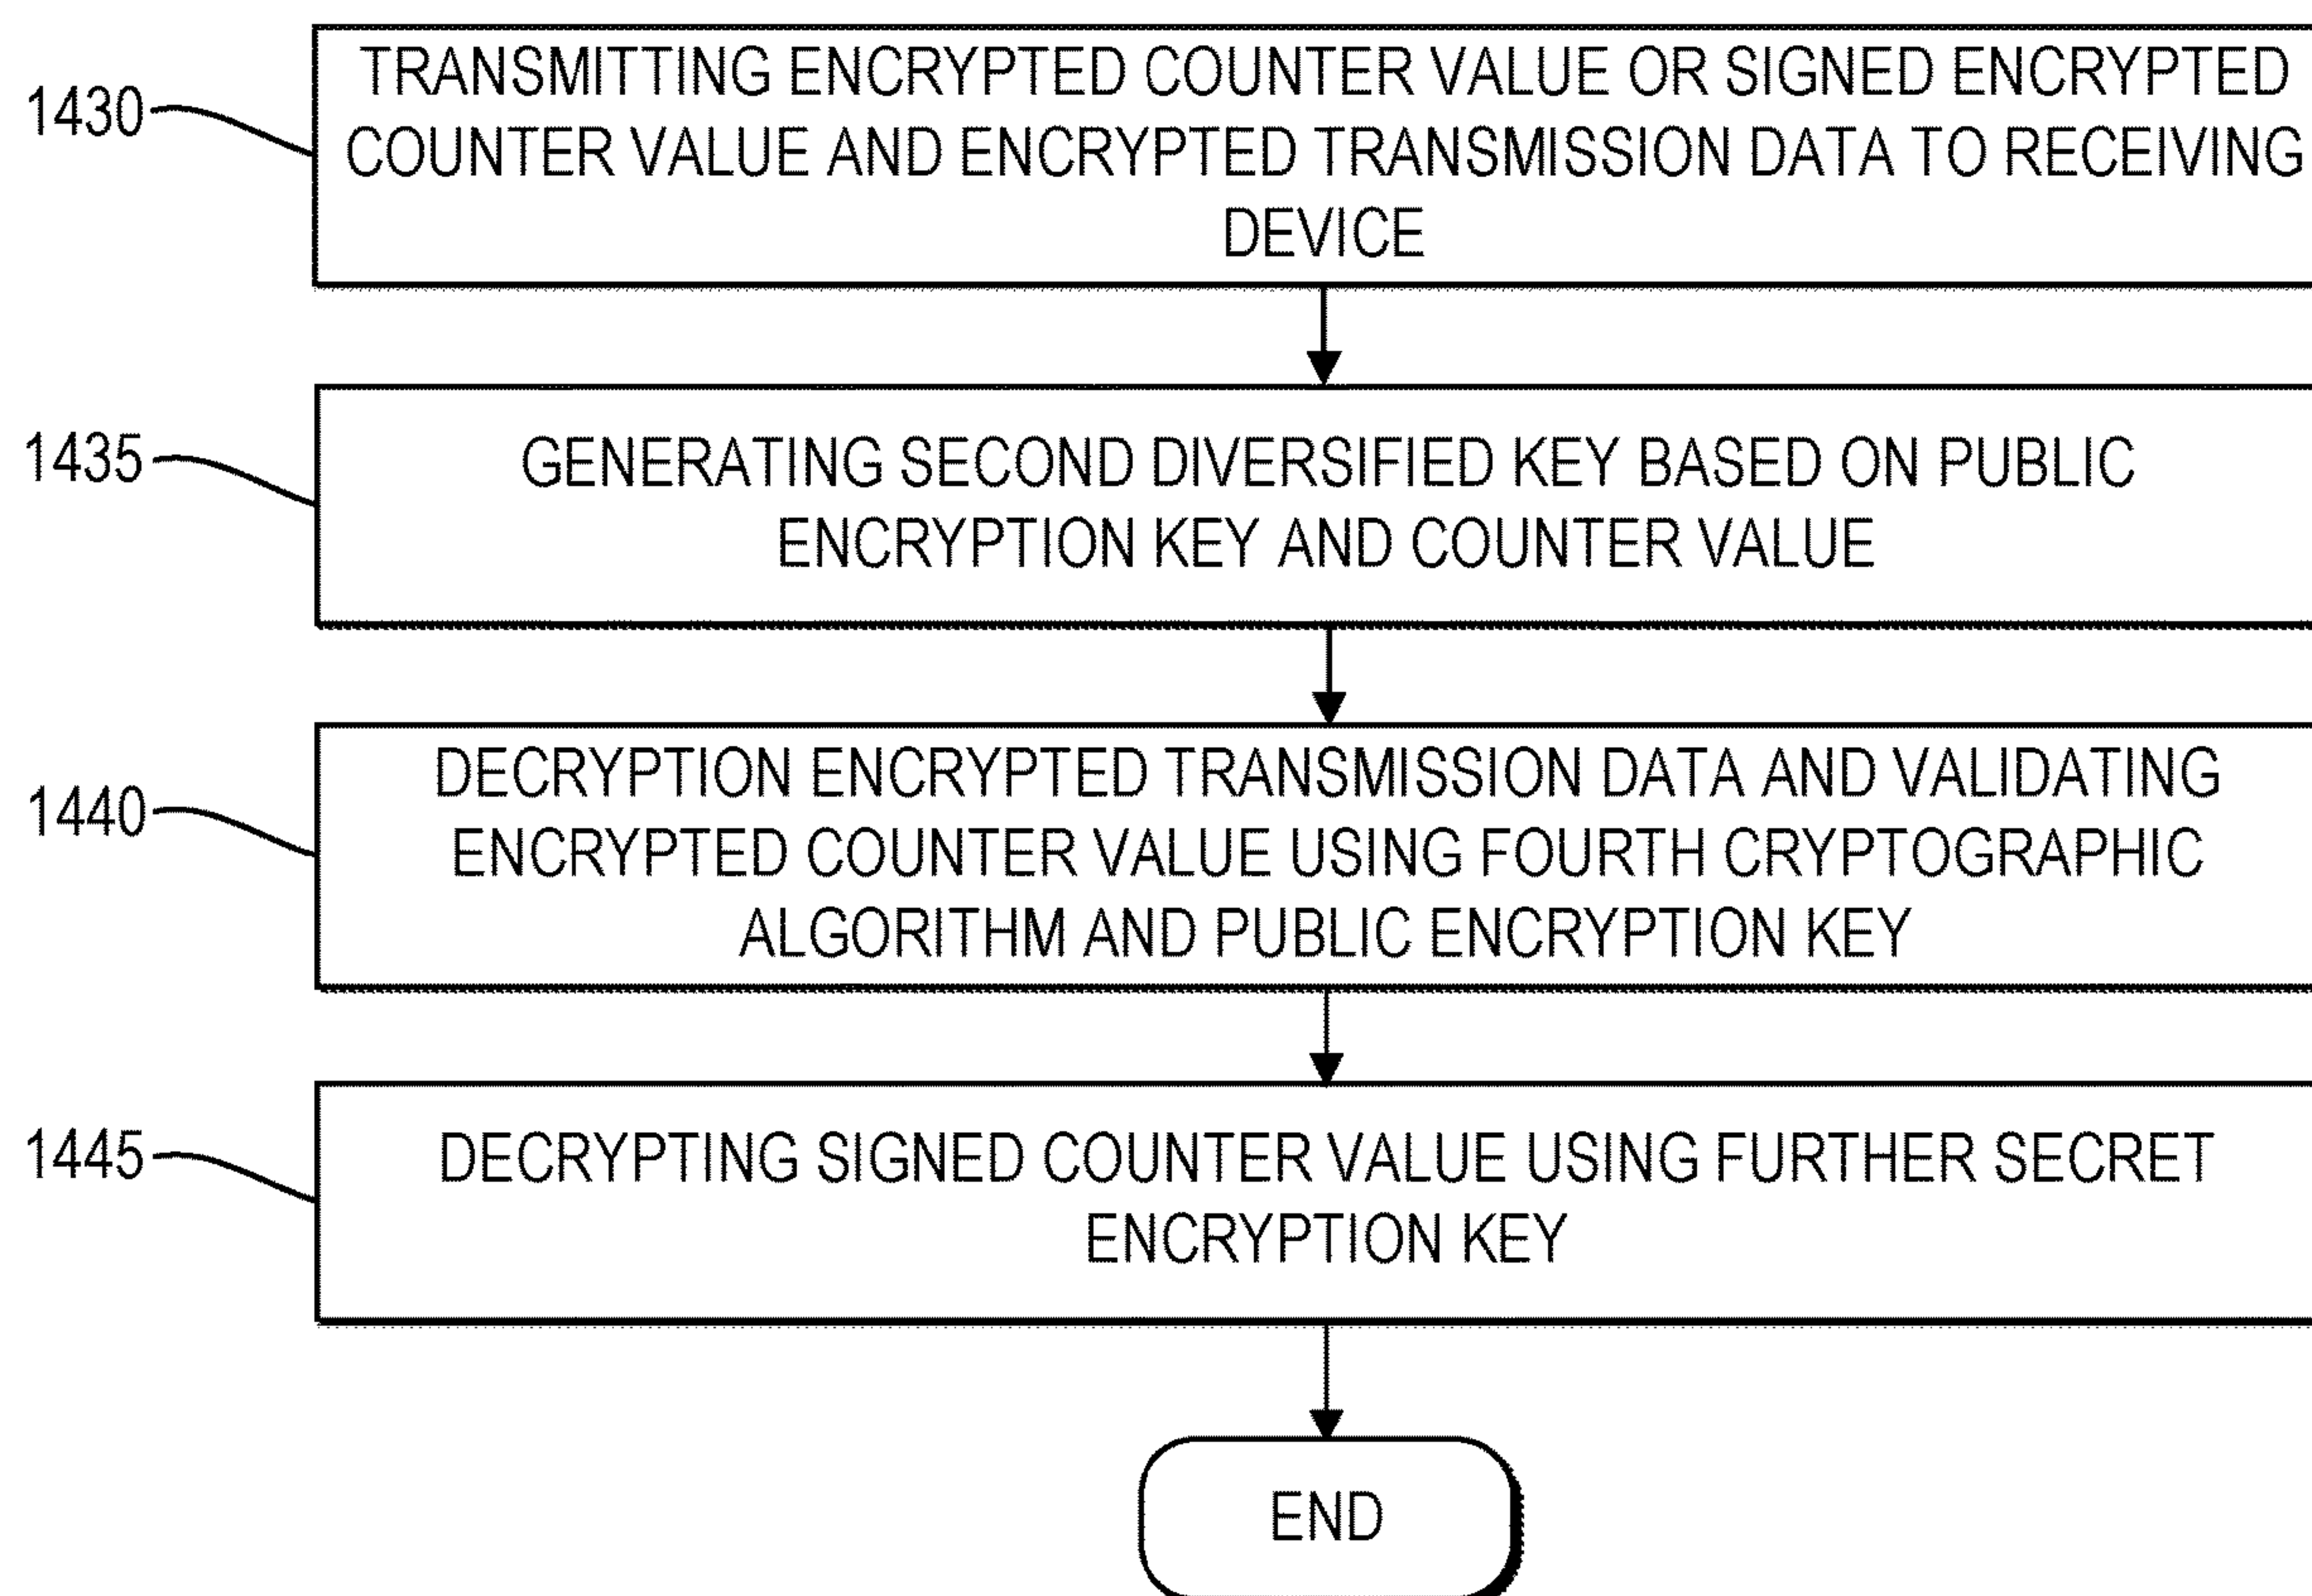 1430
TRANSMITTING ENCRYPTED COUNTER VALUE OR SIGNED ENCRYPTED
COUNTER VALUE AND ENCRYPTED TRANSMISSION DATA TO RECEIVING
DEVICE
1435
GENERATING SECOND DIVERSIFIED KEY BASED ON PUBLIC
ENCRYPTION KEY AND COUNTER VALUE
1440
DECRYPTION ENCRYPTED TRANSMISSION DATA AND VALIDATING
ENCRYPTED COUNTER VALUE USING FOURTH CRYPTOGRAPHIC
ALGORITHM AND PUBLIC ENCRYPTION KEY
1445
DECRYPTING SIGNED COUNTER VALUE USING FURTHER SECRET
ENCRYPTION KEY
END